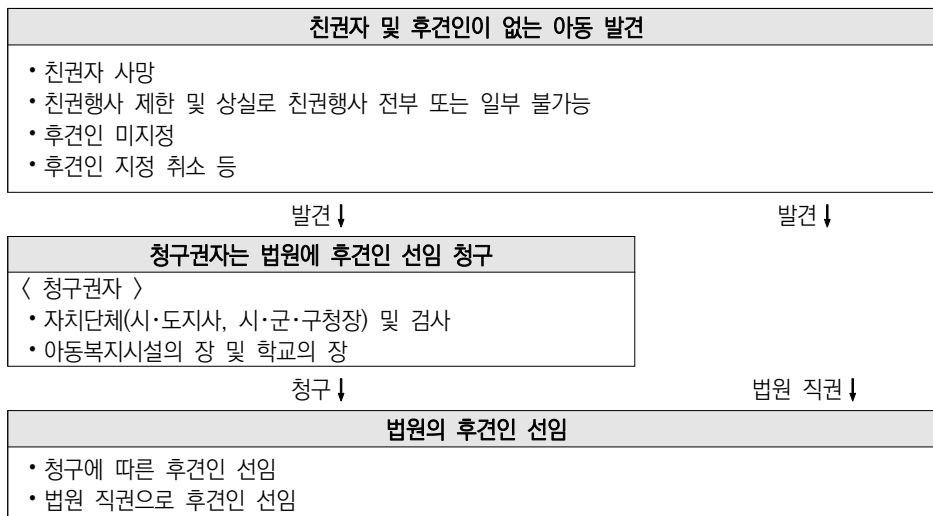 친권자 및 후견인이 없는 아동 발견
• 친권자 사망
• 친권행사 제한 및 상실로 친권행사 전부 또는 일부 불가능
• 후견인 미지정
• 후견인 지정 취소 등
발견↓ 발견↓
청구권자는 법원에 후견인 선임 청구
< 청구권자 >
• 자치단체(시·도지사, 시·군·구청장) 및 검사
• 아동복지시설의 장 및 학교의 장
청구↓ 법원 직권↓
법원의 후견인 선임
• 청구에 따른 후견인 선임
• 법원 직권으로 후견인 선임